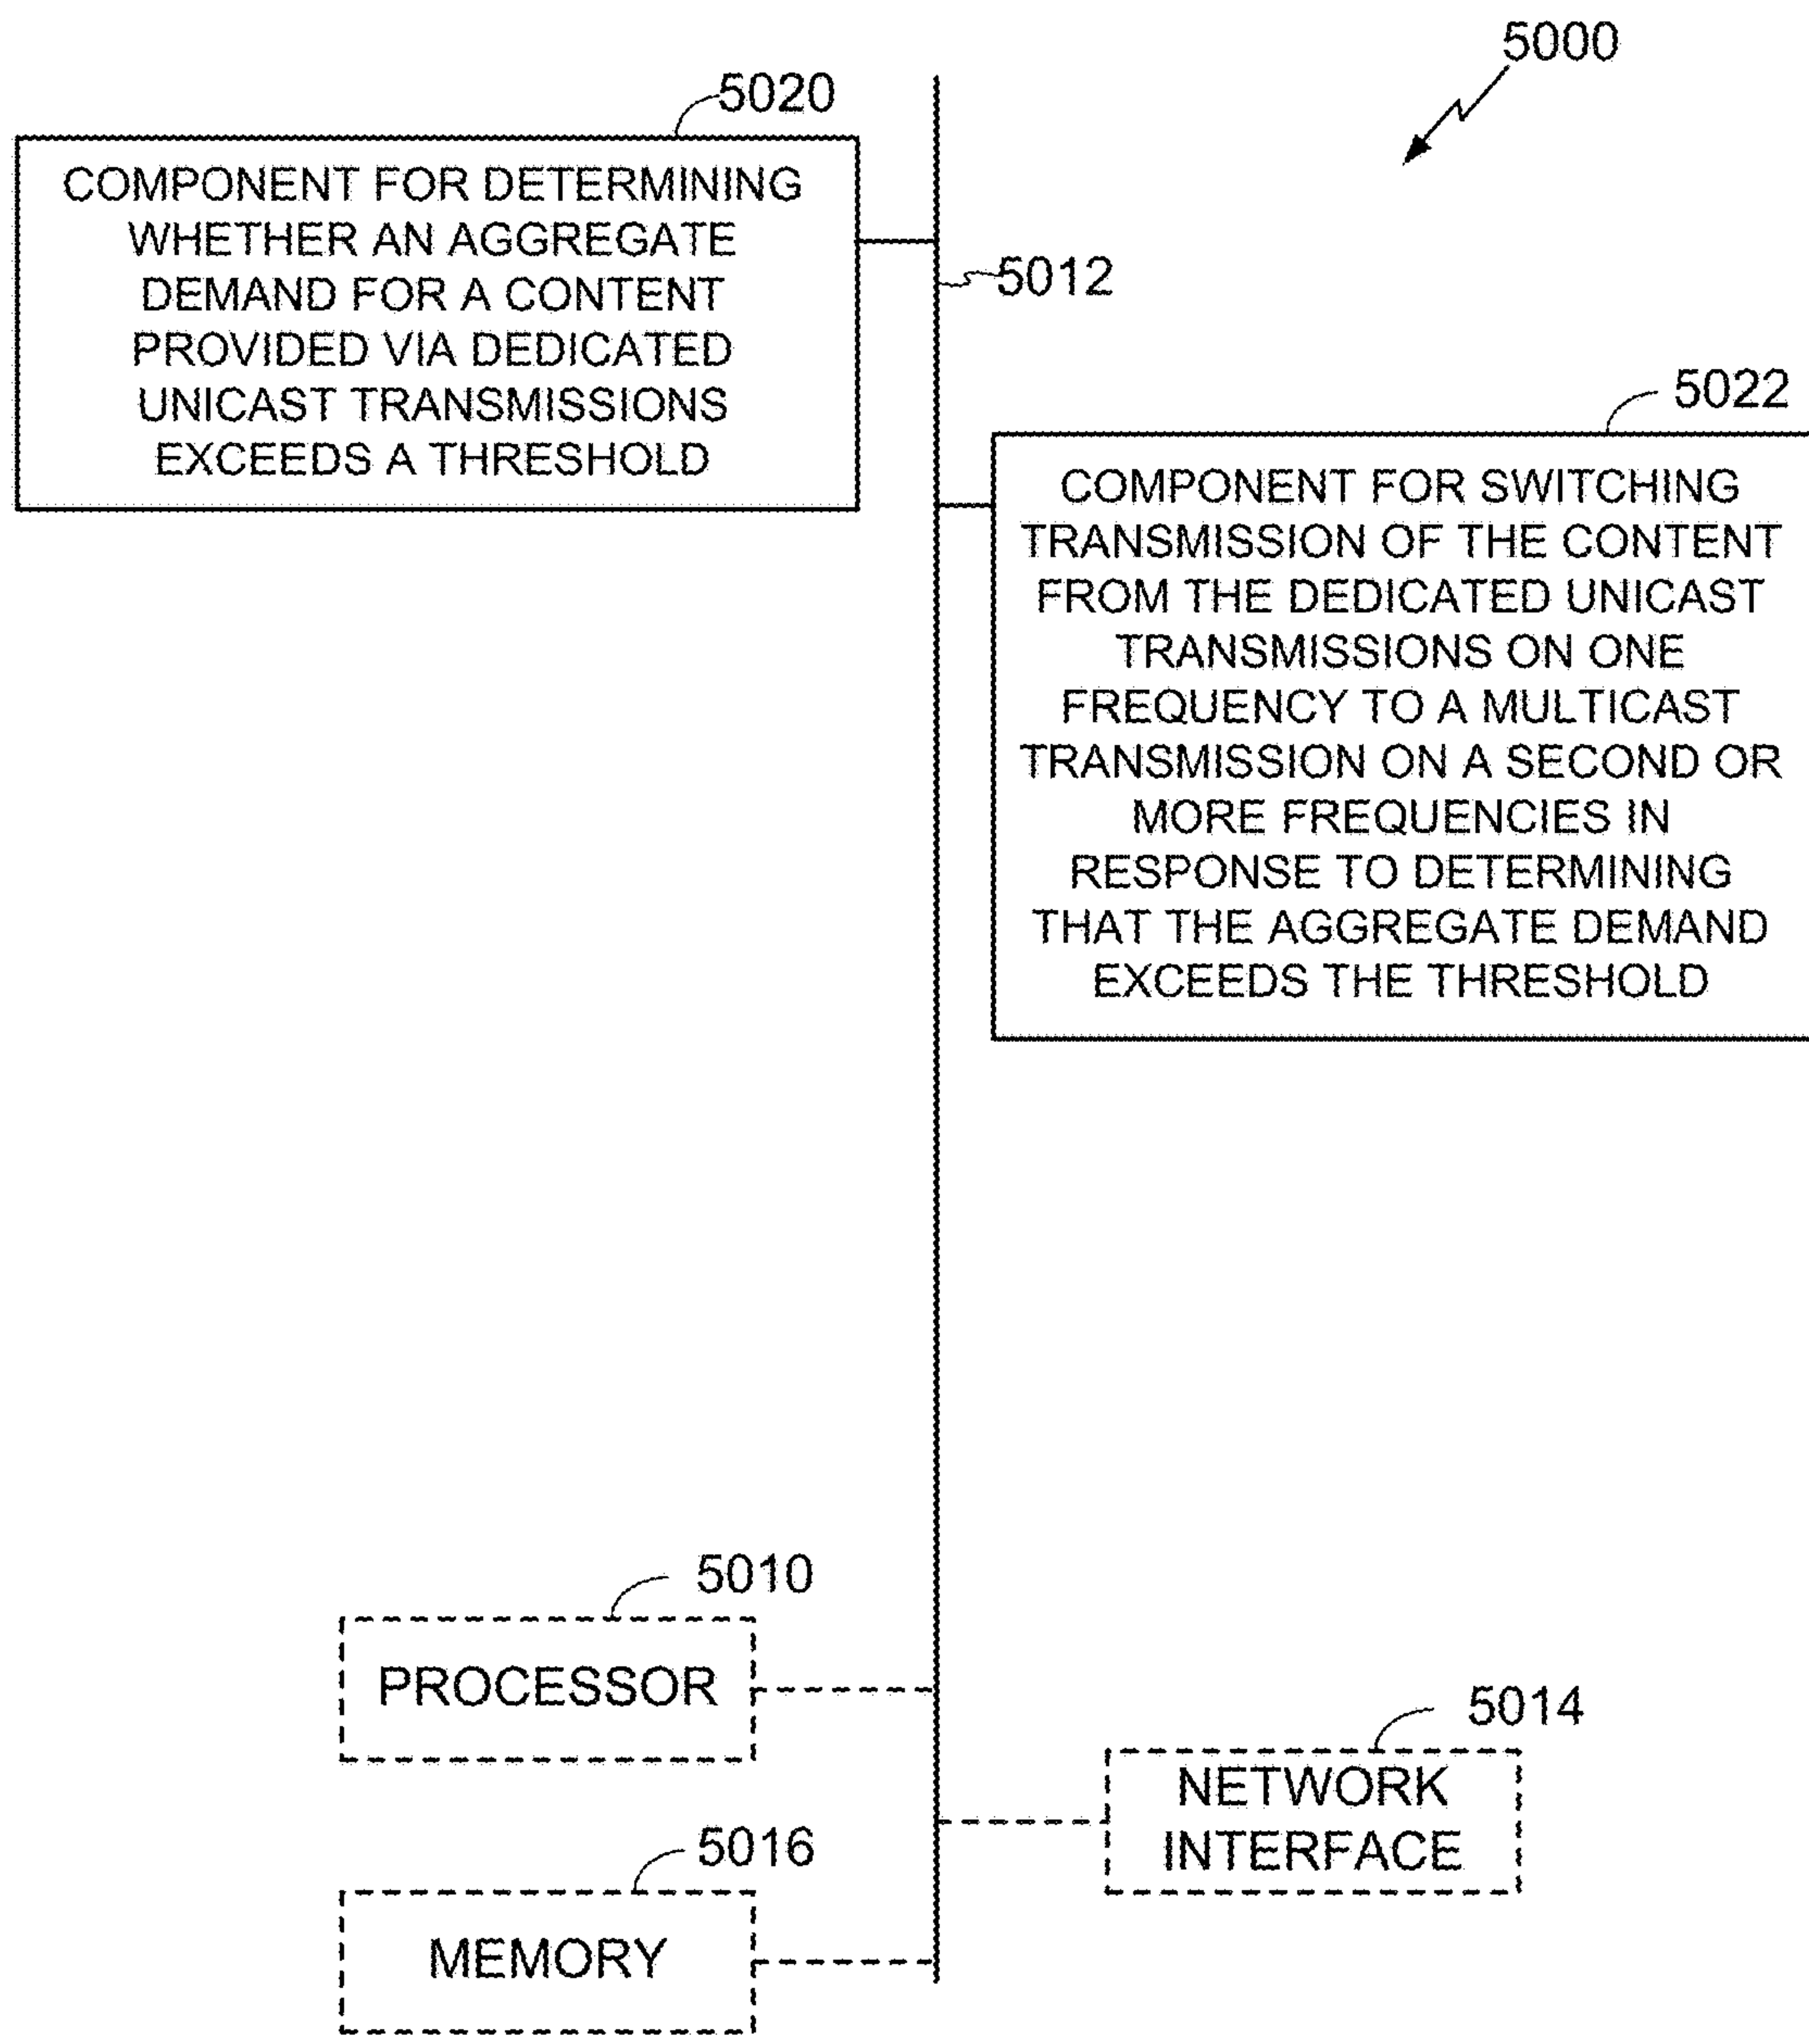 5000
5020
COMPONENT FOR DETERMINING
WHETHER AN AGGREGATE
DEMAND FOR A CONTENT
PROVIDED VIA DEDICATED
UNICAST TRANSMISSIONS
EXCEEDS A THRESHOLD
5012
5022
COMPONENT FOR SWITCHING
TRANSMISSION OF THE CONTENT
FROM THE DEDICATED UNICAST
TRANSMISSIONS ON ONE
FREQUENCY TO A MULTICAST
TRANSMISSION ON A SECOND OR
MORE FREQUENCIES IN
RESPONSE TO DETERMINING
THAT THE AGGREGATE DEMAND
EXCEEDS THE THRESHOLD
5010
PROCESSOR
5014
NETWORK
INTERFACE
5016
MEMORY